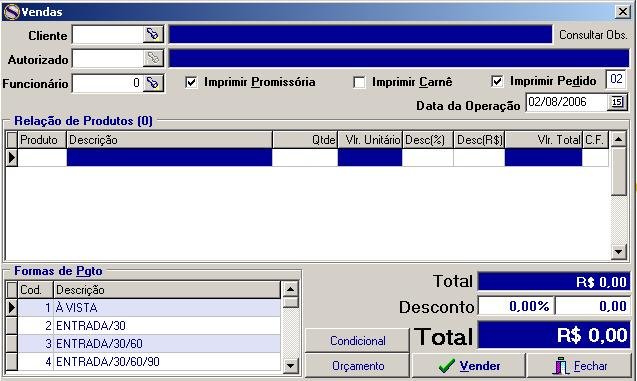 Vendas
Cliente Consultar Obs.
Autorizado
Funcionário 0 Imprimir Promissória Imprimir Carnê Imprimir Pedido 02
Data da Operação 02/08/2006 15
Relação de Produtos (0)
Produto Descrição Qtde Vlr. Unitário Desc(%) Desc(R$) Vlr. Total C.F.
Formas de Pgto
Cod. Descrição
1 À VISTA
2 ENTRADA/30
3 ENTRADA/30/60
4 ENTRADA/30/60/90
Total R$ 0,00
Desconto 0,00% 0,00
Condicional Total R$ 0,00
Orçamento Vender Fechar